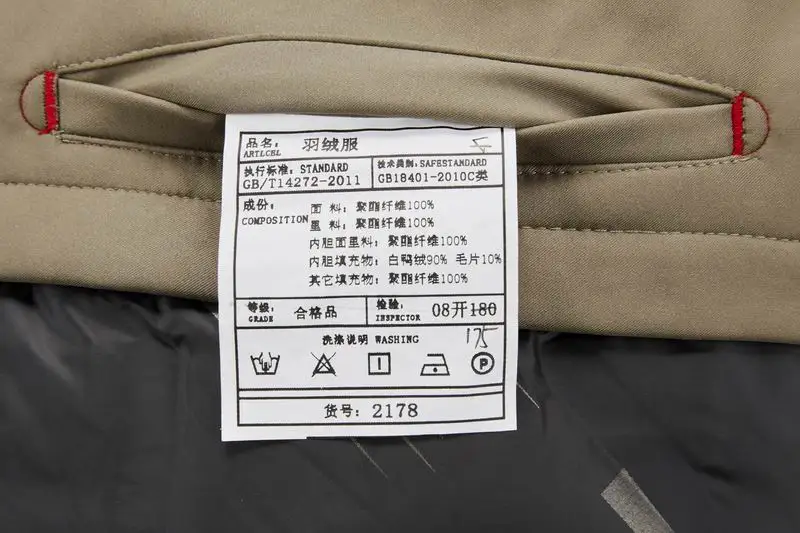 品名: 羽绒服
ARTLCBL
执行标准: STANDARD 技术类别: SAFESTANDARD
GB/T14272-2011 GB18401-2010C类
成份: 面 料: 聚酯纤维100%
COMPOSITION 里 料: 聚酯纤维100%
内胆面里料: 聚酯纤维100%
内胆填充物: 白鸭绒90% 毛片10%
其它填充物: 聚酯纤维100%
等级: 合格品 检验: 08开180
GRADE INSPECTOR
175
洗涤说明 WASHING
P
货号: 2178